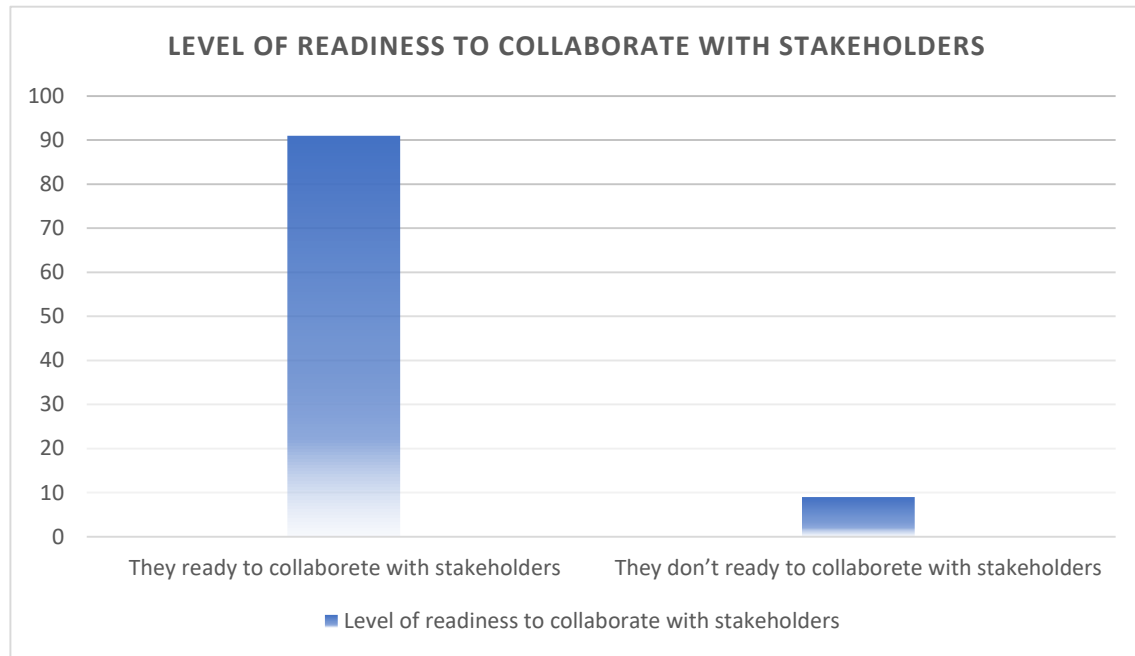 LEVEL OF READINESS TO COLLABORATE WITH STAKEHOLDERS
100
90
80
70
60
50
40
30
20
10
0
They ready to collaborete with stakeholders
They don’t ready to collaborete with stakeholders
Level of readiness to collaborate with stakeholders